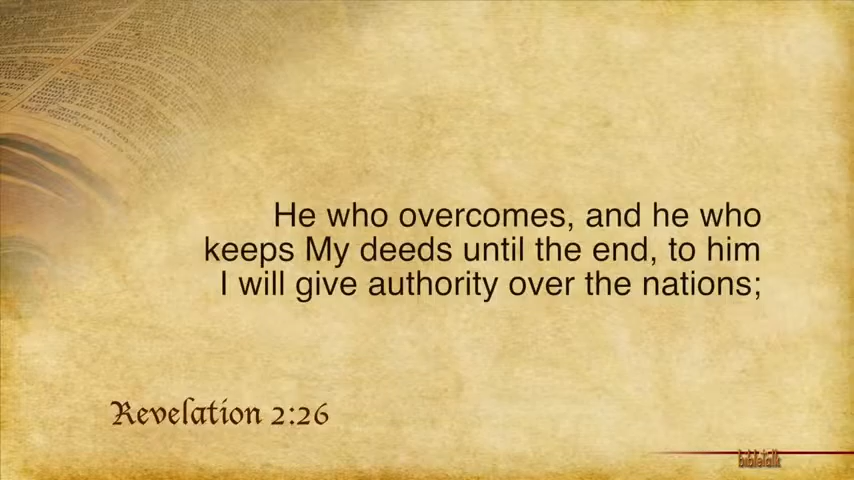 He who overcomes, and he who
keeps My deeds until the end, to him
I will give authority over the nations;
Revelation 2:26
bibletalk